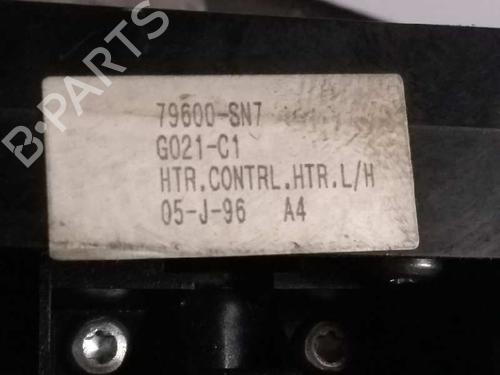 B-PARTS
79600-SN7
G021-C1
HTR.CONTRL.HTR.L/H
05-J-96 A4